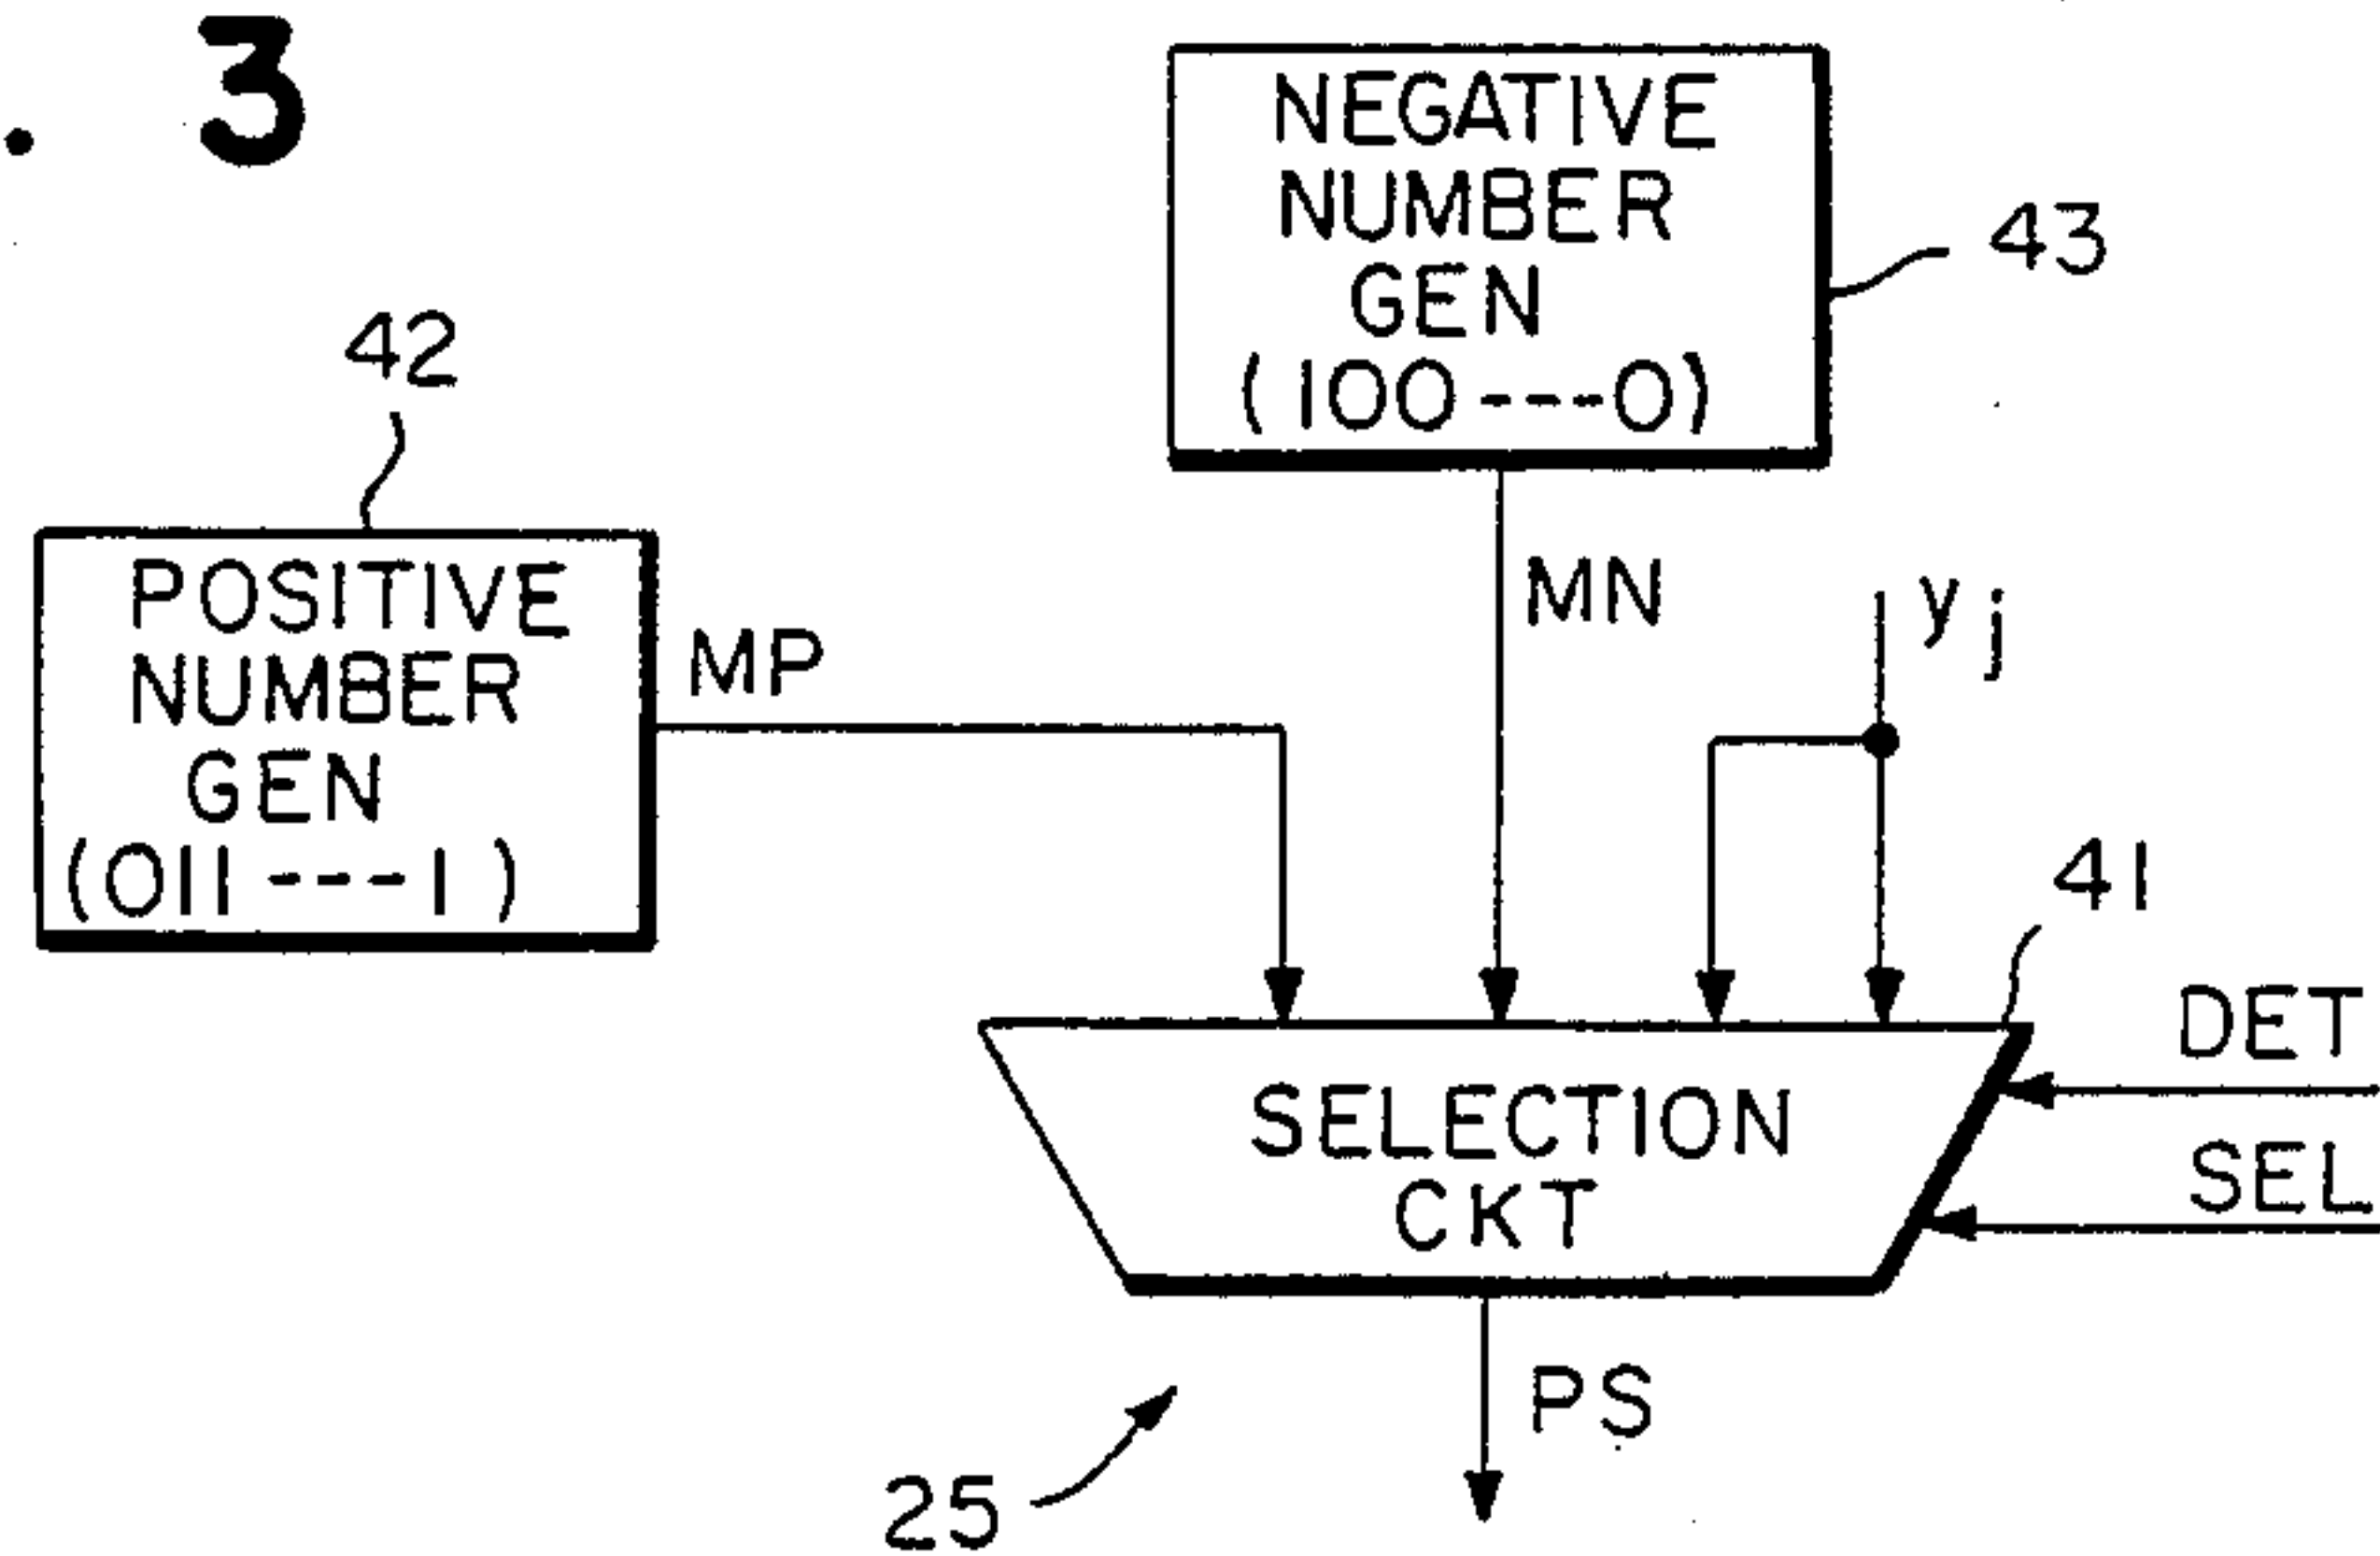 . 3
NEGATIVE
NUMBER
GEN
(100---0)
43
42
POSITIVE
NUMBER
GEN
(011---1)
MP
MN
y j
41
DET
SEL
SELECTION
CKT
PS
25